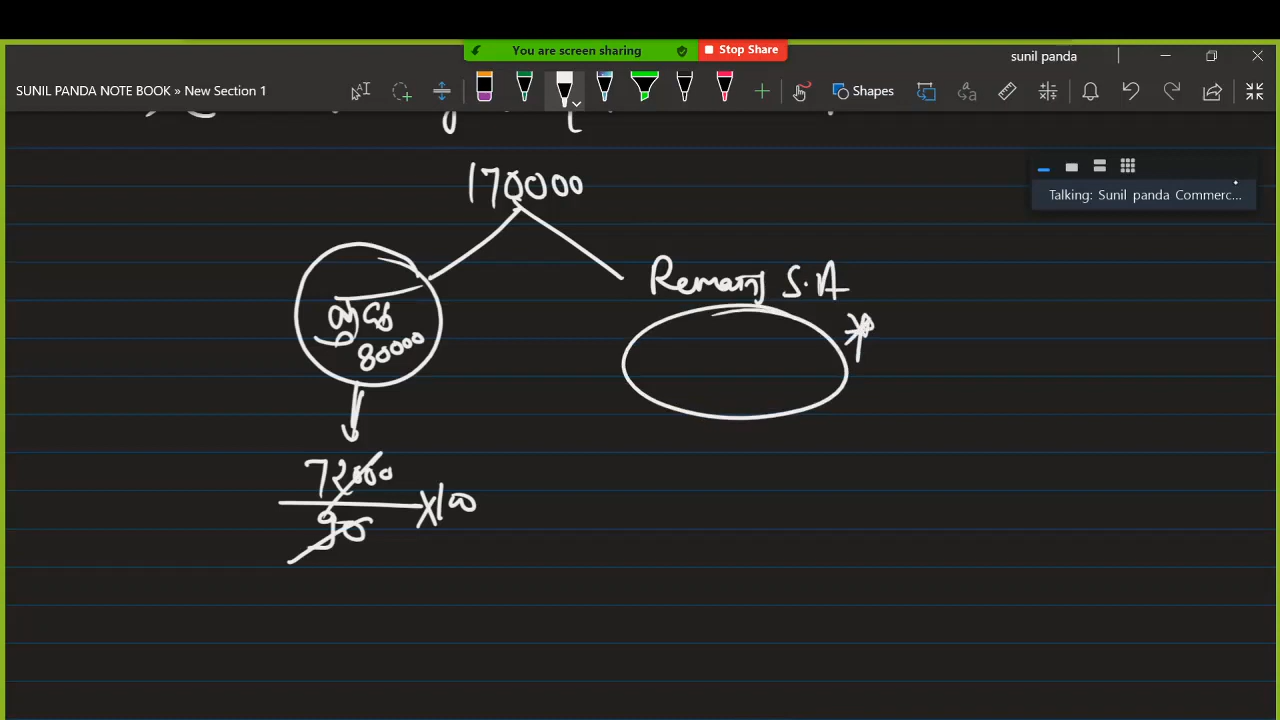 You are screen sharing
Stop Share
sunil panda
SUNIL PANDA NOTE BOOK » New Section 1
Shapes
Talking: Sunil panda Commerc...
170000
Remaing S.A
80000
72000
90
X100